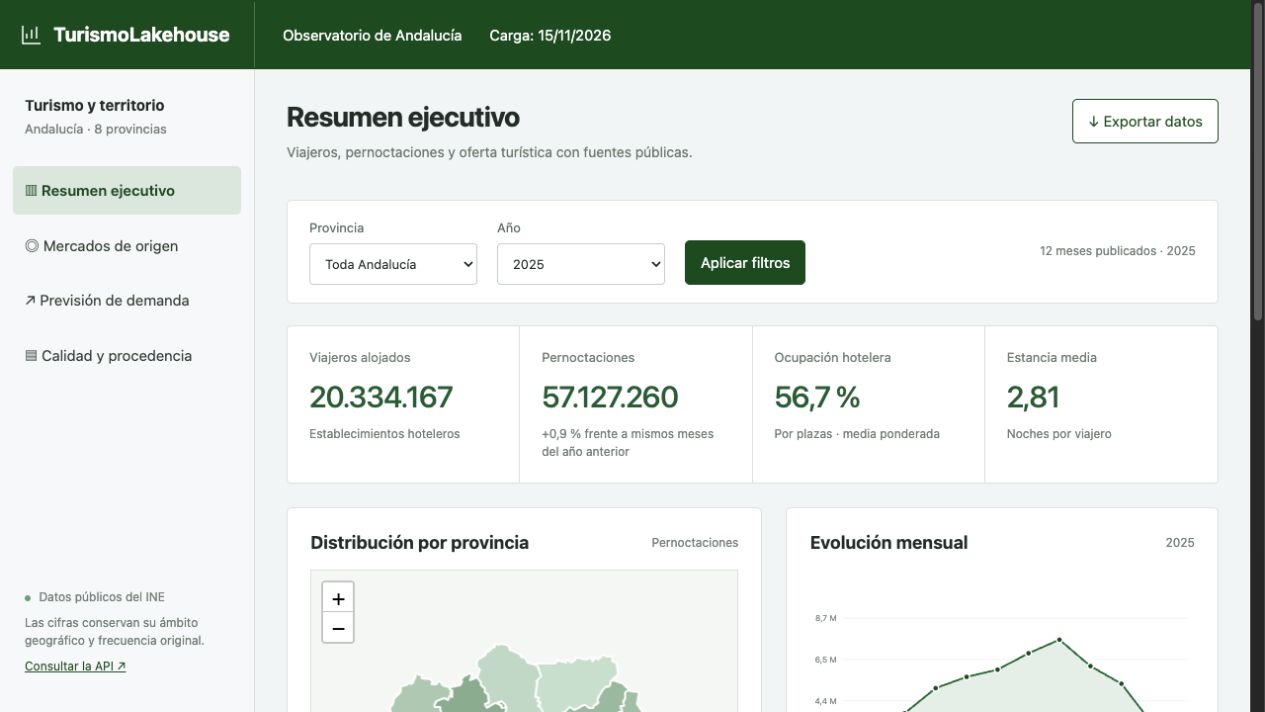 TurismoLakehouse
Observatorio de Andalucía
Carga: 15/11/2026
Turismo y territorio
Andalucía · 8 provincias
Resumen ejecutivo
Mercados de origen
Previsión de demanda
Calidad y procedencia
Datos públicos del INE
Las cifras conservan su ámbito
geográfico y frecuencia original.
Consultar la API ↗
Resumen ejecutivo
Viajeros, pernoctaciones y oferta turística con fuentes públicas.
↓ Exportar datos
Provincia
Toda Andalucía
Año
2025
Aplicar filtros
12 meses publicados · 2025
Viajeros alojados
20.334.167
Establecimientos hoteleros
Pernoctaciones
57.127.260
+0,9 % frente a mismos meses
del año anterior
Ocupación hotelera
56,7 %
Por plazas · media ponderada
Estancia media
2,81
Noches por viajero
Distribución por provincia
Pernoctaciones
+
−
Evolución mensual
2025
8,7 M
6,5 M
4,4 M